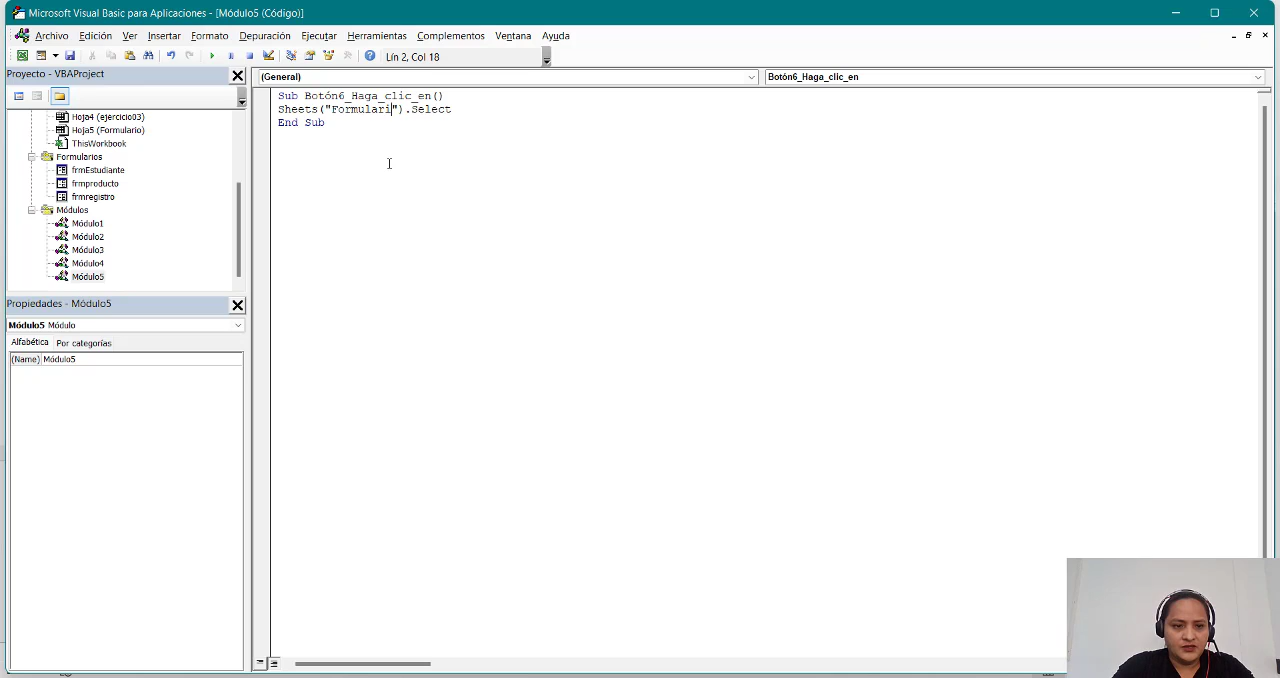 Microsoft Visual Basic para Aplicaciones - [Módulo5 (Código)]
Archivo Edición Ver Insertar Formato Depuración Ejecutar Herramientas Complementos Ventana Ayuda
Lín 2, Col 18
Proyecto - VBAProject
(General)
Botón6_Haga_clic_en
Sub Botón6_Haga_clic_en()
Sheets("Formulari").Select
End Sub
Hoja4 (ejercicio03)
Hoja5 (Formulario)
ThisWorkbook
Formularios
frmEstudiante
frmproducto
frmregistro
Módulos
Módulo1
Módulo2
Módulo3
Módulo4
Módulo5
Propiedades - Módulo5
Módulo5 Módulo
Alfabética Por categorías
(Name) Módulo5